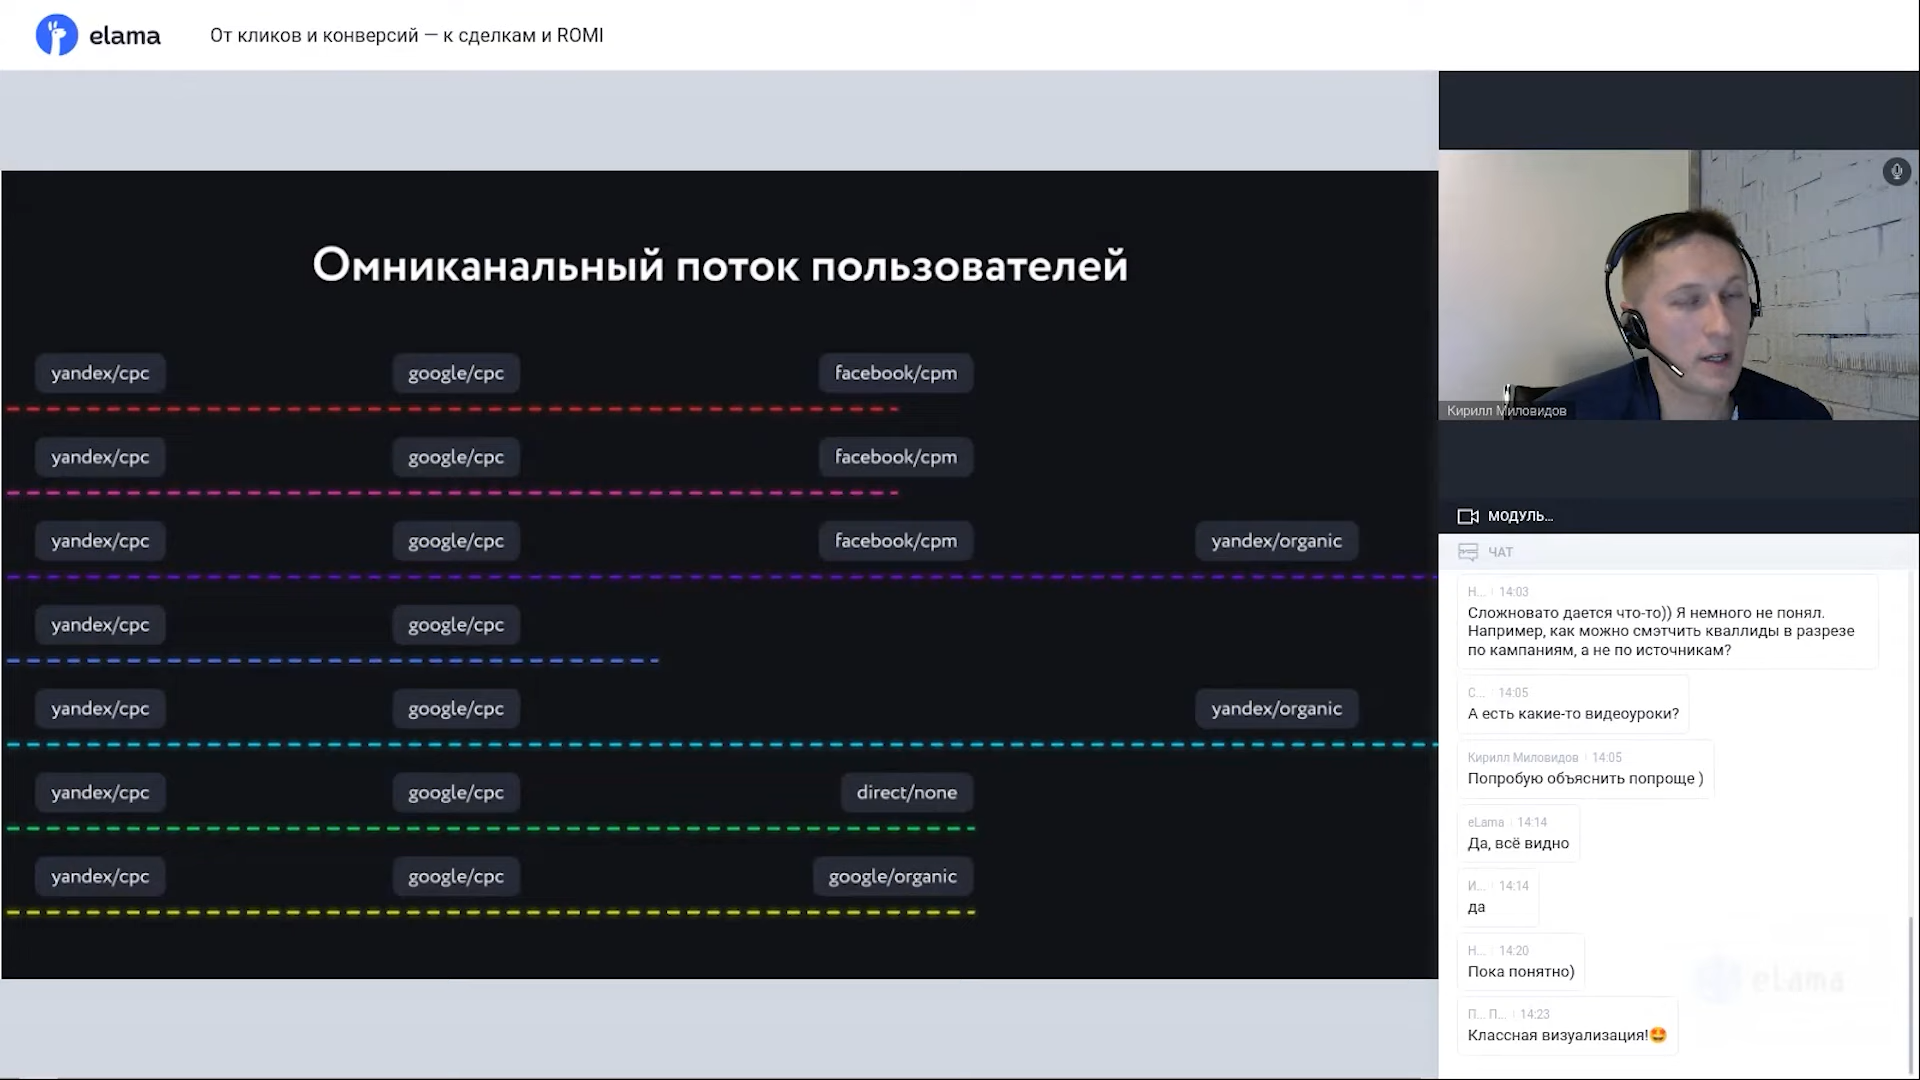 elama
От кликов и конверсий — к сделкам и ROMI
Омниканальный поток пользователей
yandex/cpc google/cpc facebook/cpm
yandex/cpc google/cpc facebook/cpm
yandex/cpc google/cpc facebook/cpm yandex/organic
yandex/cpc google/cpc
yandex/cpc google/cpc yandex/organic
yandex/cpc google/cpc direct/none
yandex/cpc google/cpc google/organic
Кирилл Миловидов
МОДУЛЬ...
ЧАТ
Н... 14:03
Сложновато дается что-то)) Я немного не понял.
Например, как можно смэтчить кваллиды в разрезе
по кампаниям, а не по источникам?
С... 14:05
А есть какие-то видеоуроки?
Кирилл Миловидов 14:05
Попробую объяснить попроще )
eLama 14:14
Да, всё видно
И... 14:14
да
Н... 14:20
Пока понятно)
П... П... 14:23
Классная визуализация!🤩
eLama